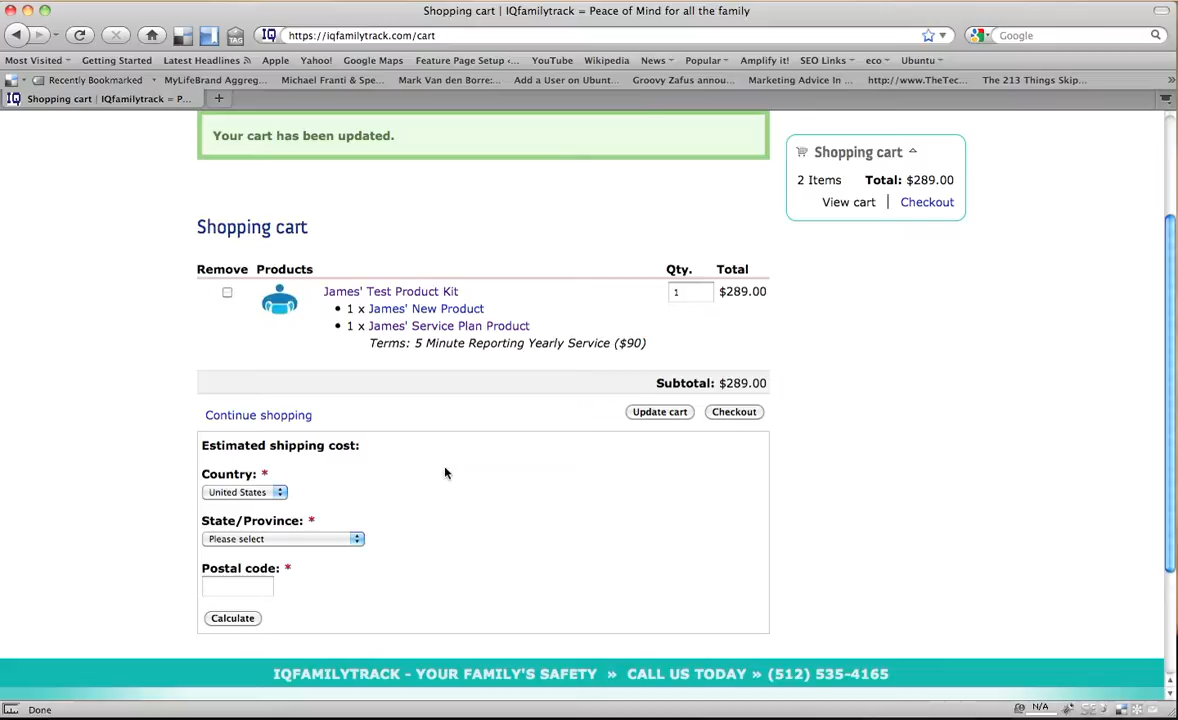 Shopping cart | IQfamilytrack = Peace of Mind for all the family
IQ https://iqfamilytrack.com/cart Google
Most Visited Getting Started Latest Headlines Apple Yahoo! Google Maps Feature Page Setup ‹... YouTube Wikipedia News Popular Amplify it! SEO Links eco Ubuntu
Recently Bookmarked MyLifeBrand Aggreg... Michael Franti & Spe... Mark Van den Borre:... Add a User on Ubunt... Groovy Zafus annou... Marketing Advice In ... http://www.TheTec... The 213 Things Skip... »
IQ Shopping cart | IQfamilytrack = P... +
Your cart has been updated.
Shopping cart
2 Items Total: $289.00
View cart | Checkout
Shopping cart
Remove Products Qty. Total
James' Test Product Kit 1 $289.00
• 1 x James' New Product
• 1 x James' Service Plan Product
Terms: 5 Minute Reporting Yearly Service ($90)
Subtotal: $289.00
Continue shopping Update cart Checkout
Estimated shipping cost:
Country: *
United States
State/Province: *
Please select
Postal code: *
Calculate
IQFAMILYTRACK - YOUR FAMILY'S SAFETY » CALL US TODAY » (512) 535-4165
Done N/A